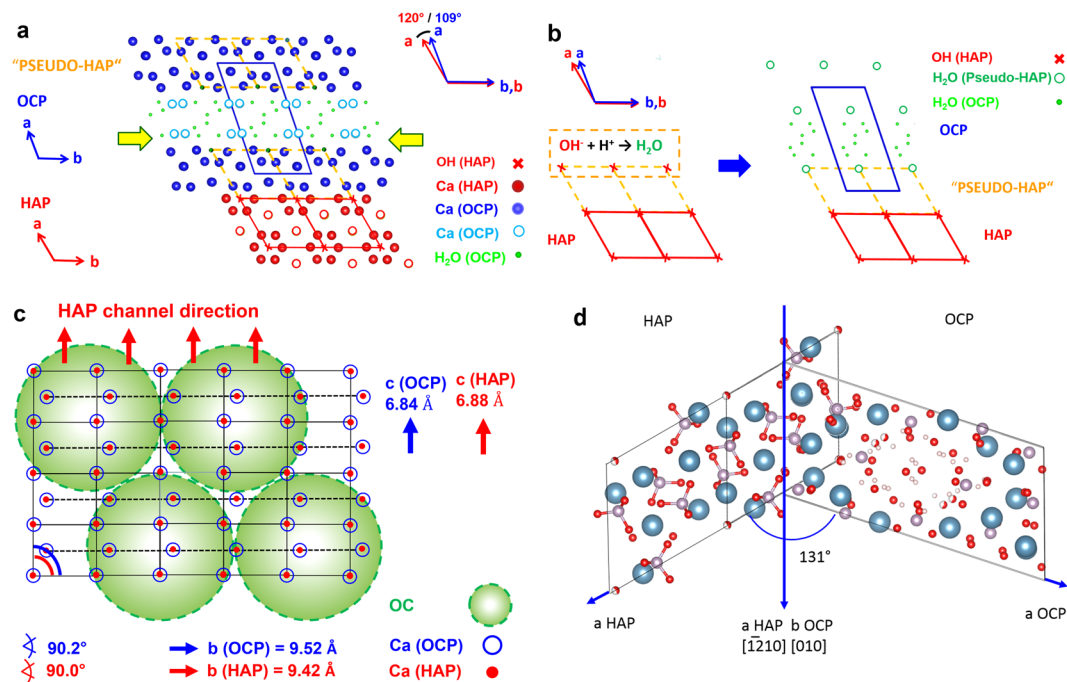 a
120° / 109°
a a
b,b
"PSEUDO-HAP"
OCP
a
b
HAP
a
b
OH (HAP)
Ca (HAP)
Ca (OCP)
Ca (OCP)
H₂O (OCP)
b
a a
b,b
OH (HAP)
H₂O (Pseudo-HAP)
H₂O (OCP)
OCP
OH⁻ + H⁺ → H₂O
"PSEUDO-HAP"
HAP
HAP
c
HAP channel direction
c (OCP)
6.84 Å
c (HAP)
6.88 Å
OC
90.2°
b (OCP) = 9.52 Å
Ca (OCP)
90.0°
b (HAP) = 9.42 Å
Ca (HAP)
d
HAP
OCP
131°
a HAP
a OCP
a HAP b OCP
[1̄210] [010]